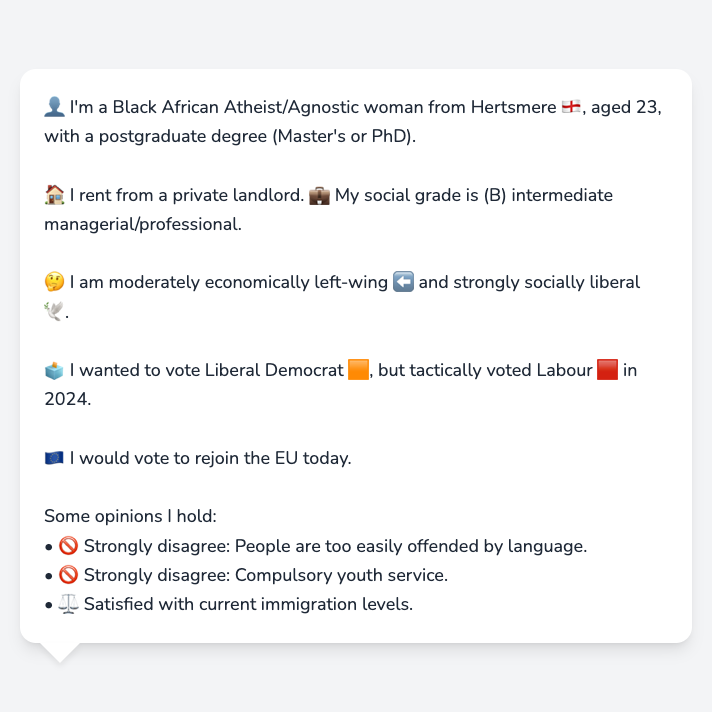 👤 I'm a Black African Atheist/Agnostic woman from Hertsmere 🏴󠁧󠁢󠁥󠁮󠁧󠁿, aged 23,
with a postgraduate degree (Master's or PhD).
🏠 I rent from a private landlord. 💼 My social grade is (B) intermediate
managerial/professional.
🤔 I am moderately economically left-wing ⬅️ and strongly socially liberal
🕊️.
🗳️ I wanted to vote Liberal Democrat 🟧, but tactically voted Labour 🟥 in
2024.
🇪🇺 I would vote to rejoin the EU today.
Some opinions I hold:
• 🚫 Strongly disagree: People are too easily offended by language.
• 🚫 Strongly disagree: Compulsory youth service.
• ⚖️ Satisfied with current immigration levels.